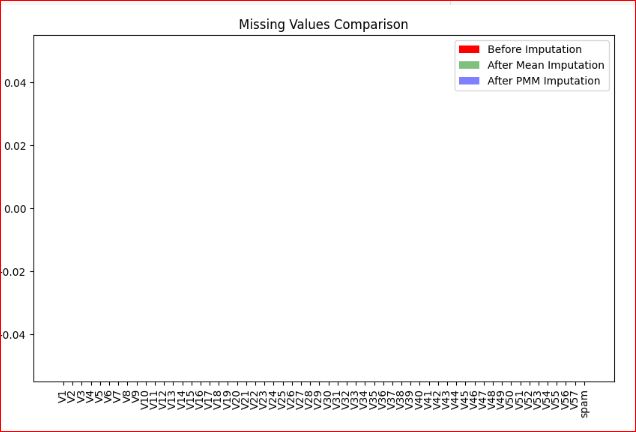 Missing Values Comparison
Before Imputation
After Mean Imputation
After PMM Imputation
0.04
0.02
0.00
-0.02
-0.04
V1 V2 V3 V4 V5 V6 V7 V8 V9 V10 V11 V12 V13 V14 V15 V16 V17 V18 V19 V20 V21 V22 V23 V24 V25 V26 V27 V28 V29 V30 V31 V32 V33 V34 V35 V36 V37 V38 V39 V40 V41 V42 V43 V44 V45 V46 V47 V48 V49 V50 V51 V52 V53 V54 V55 V56 V57 spam